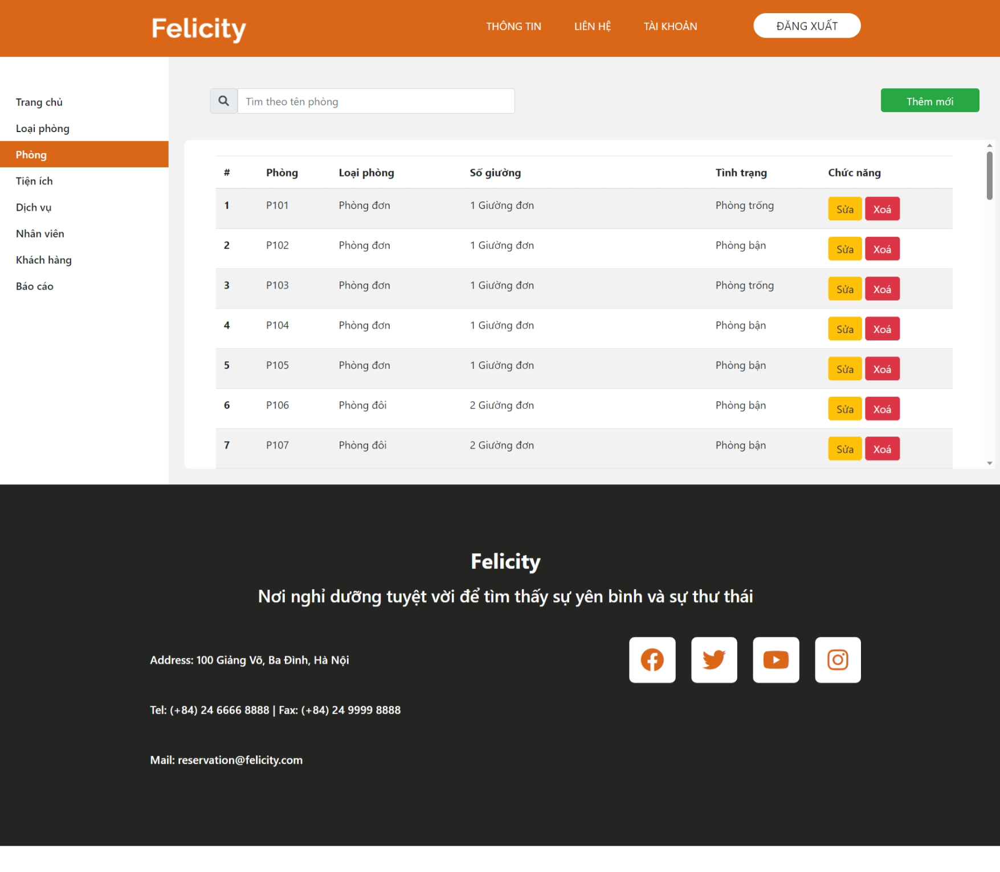 Felicity
THÔNG TIN LIÊN HỆ TÀI KHOẢN ĐĂNG XUẤT
Trang chủ
Loại phòng
Phòng
Tiện ích
Dịch vụ
Nhân viên
Khách hàng
Báo cáo
Tìm theo tên phòng
Thêm mới
# Phòng Loại phòng Số giường Tình trạng Chức năng
1 P101 Phòng đơn 1 Giường đơn Phòng trống Sửa Xoá
2 P102 Phòng đơn 1 Giường đơn Phòng bận Sửa Xoá
3 P103 Phòng đơn 1 Giường đơn Phòng trống Sửa Xoá
4 P104 Phòng đơn 1 Giường đơn Phòng bận Sửa Xoá
5 P105 Phòng đơn 1 Giường đơn Phòng bận Sửa Xoá
6 P106 Phòng đôi 2 Giường đơn Phòng bận Sửa Xoá
7 P107 Phòng đôi 2 Giường đơn Phòng bận Sửa Xoá
Felicity
Nơi nghỉ dưỡng tuyệt vời để tìm thấy sự yên bình và sự thư thái
Address: 100 Giảng Võ, Ba Đình, Hà Nội
Tel: (+84) 24 6666 8888 | Fax: (+84) 24 9999 8888
Mail: reservation@felicity.com